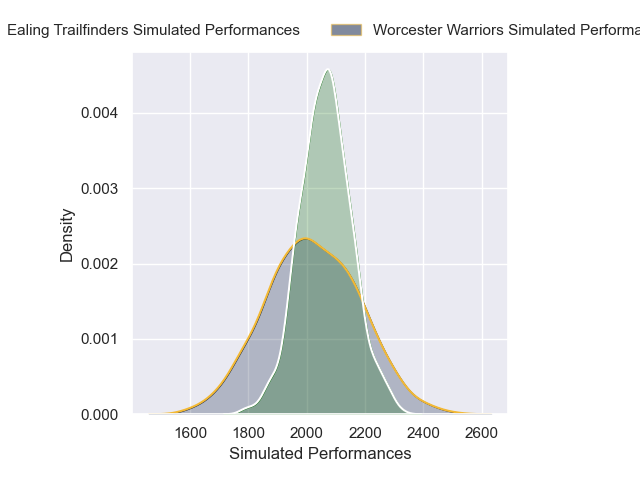 Ealing Trailfinders Simulated Performances Worcester Warriors Simulated Performa
0.004
0.003
0.002
0.001
0.000
Density
1600 1800 2000 2200 2400 2600
Simulated Performances